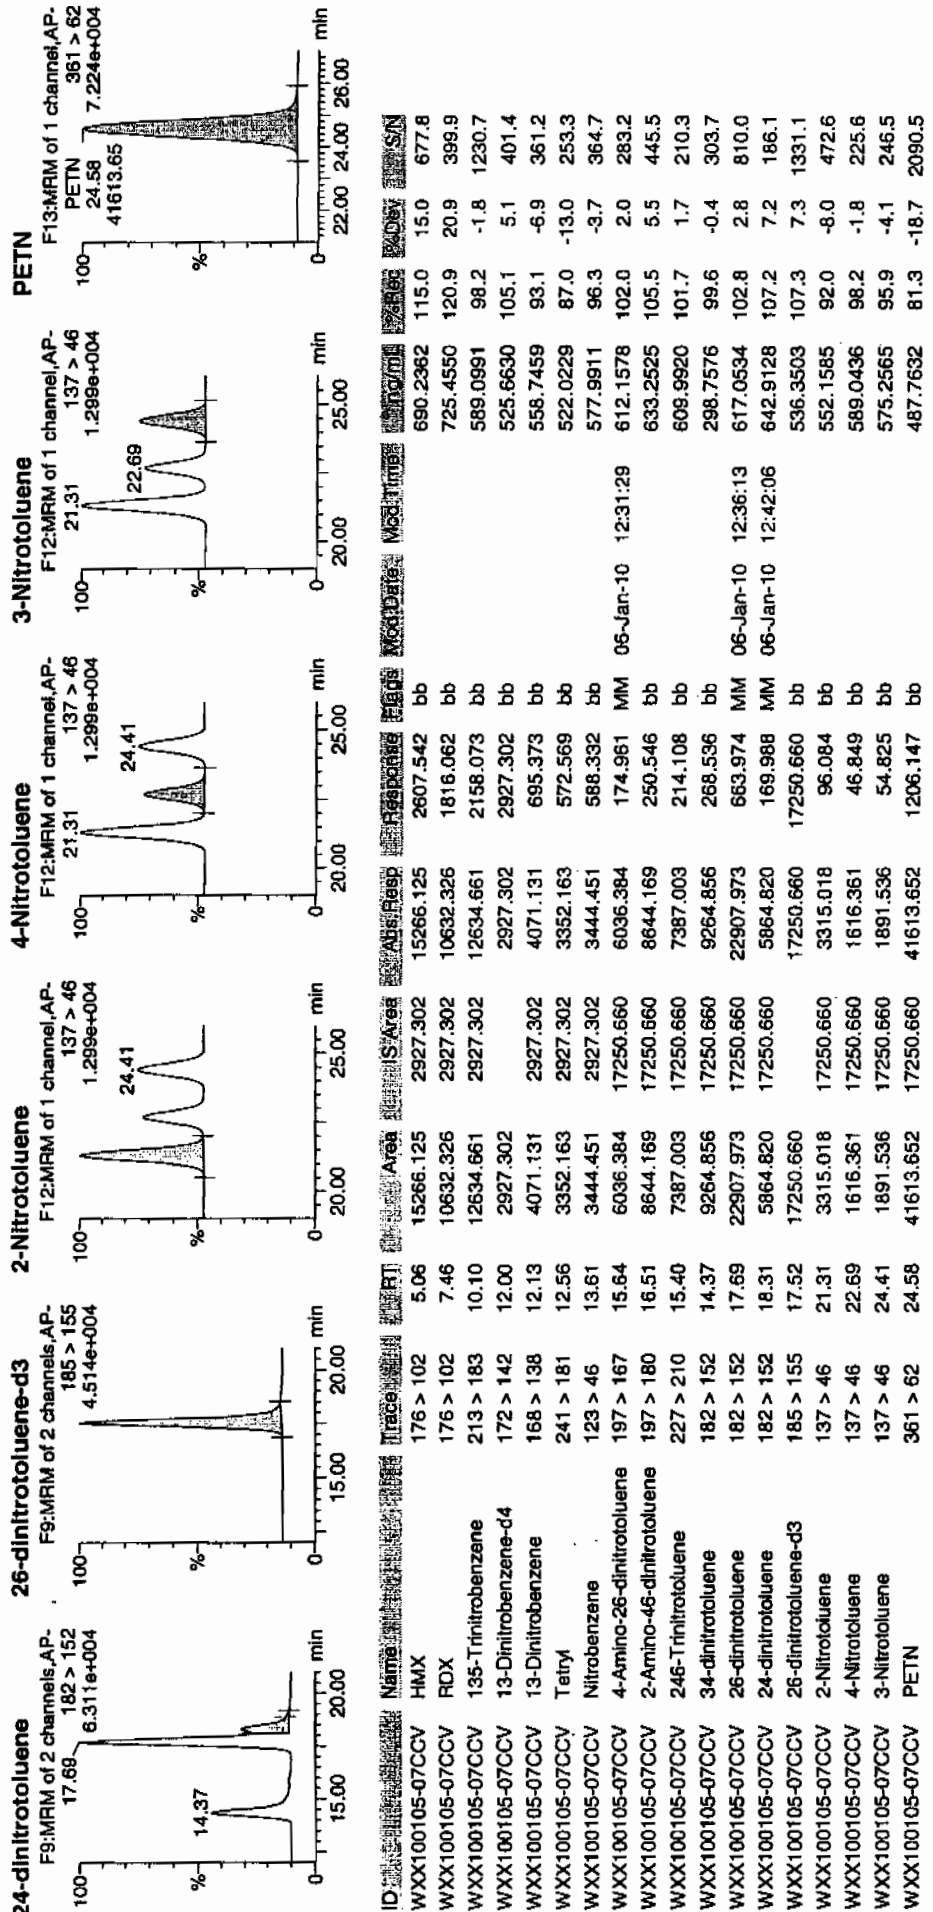 24-dinitrotoluene
F9:MRM of 2 channels,AP-
182 > 152
6.311e+004
100
17.69
14.37
%
0
15.00 20.00 min
26-dinitrotoluene-d3
F9:MRM of 2 channels,AP-
185 > 155
4.514e+004
100
%
0
15.00 20.00 min
2-Nitrotoluene
F12:MRM of 1 channel,AP-
137 > 46
1.299e+004
100
24.41
%
0
20.00 25.00 min
4-Nitrotoluene
F12:MRM of 1 channel,AP-
137 > 46
1.299e+004
100
21.31
24.41
%
0
20.00 25.00 min
3-Nitrotoluene
F12:MRM of 1 channel,AP-
137 > 46
1.299e+004
100
21.31
22.69
%
0
20.00 25.00 min
PETN
F13:MRM of 1 channel,AP-
361 > 62
7.224e+004
100
PETN
24.58
41613.65
%
0
22.00 24.00 26.00 min
ID Name Trace RT Area IS Area Abs.Resp Response Flags Mod.Date Mod.Time ng/ml %Rec %Dev S/N
WXX100105-07CCV HMX 176 > 102 5.06 15266.125 2927.302 15266.125 2607.542 bb 690.2362 115.0 15.0 677.8
WXX100105-07CCV RDX 176 > 102 7.46 10632.326 2927.302 10632.326 1816.062 bb 725.4550 120.9 20.9 399.9
WXX100105-07CCV 135-Trinitrobenzene 213 > 183 10.10 12634.661 2927.302 12634.661 2158.073 bb 589.0991 98.2 -1.8 1230.7
WXX100105-07CCV 13-Dinitrobenzene-d4 172 > 142 12.00 2927.302 2927.302 2927.302 bb 525.6630 105.1 5.1 401.4
WXX100105-07CCV 13-Dinitrobenzene 168 > 138 12.13 4071.131 2927.302 4071.131 695.373 bb 558.7459 93.1 -6.9 361.2
WXX100105-07CCV Tetryl 241 > 181 12.56 3352.163 2927.302 3352.163 572.569 bb 522.0229 87.0 -13.0 253.3
WXX100105-07CCV Nitrobenzene 123 > 46 13.61 3444.451 2927.302 3444.451 588.332 bb 577.9911 96.3 -3.7 364.7
WXX100105-07CCV 4-Amino-26-dinitrotoluene 197 > 167 15.64 6036.384 17250.660 6036.384 174.961 MM 06-Jan-10 12:31:29 612.1578 102.0 2.0 283.2
WXX100105-07CCV 2-Amino-46-dinitrotoluene 197 > 180 16.51 8644.169 17250.660 8644.169 250.546 bb 633.2525 105.5 5.5 445.5
WXX100105-07CCV 246-Trinitrotoluene 227 > 210 15.40 7387.003 17250.660 7387.003 214.108 bb 609.9920 101.7 1.7 210.3
WXX100105-07CCV 34-dinitrotoluene 182 > 152 14.37 9264.856 17250.660 9264.856 268.536 bb 298.7576 99.6 -0.4 303.7
WXX100105-07CCV 26-dinitrotoluene 182 > 152 17.69 22907.973 17250.660 22907.973 663.974 MM 06-Jan-10 12:36:13 617.0534 102.8 2.8 810.0
WXX100105-07CCV 24-dinitrotoluene 182 > 152 18.31 5864.820 17250.660 5864.820 169.988 MM 06-Jan-10 12:42:06 642.9128 107.2 7.2 186.1
WXX100105-07CCV 26-dinitrotoluene-d3 185 > 155 17.52 17250.660 17250.660 17250.660 bb 536.3503 107.3 7.3 1331.1
WXX100105-07CCV 2-Nitrotoluene 137 > 46 21.31 3315.018 17250.660 3315.018 96.084 bb 552.1585 92.0 -8.0 472.6
WXX100105-07CCV 4-Nitrotoluene 137 > 46 22.69 1616.361 17250.660 1616.361 46.849 bb 589.0436 98.2 -1.8 225.6
WXX100105-07CCV 3-Nitrotoluene 137 > 46 24.41 1891.536 17250.660 1891.536 54.825 bb 575.2565 95.9 -4.1 246.5
WXX100105-07CCV PETN 361 > 62 24.58 41613.652 17250.660 41613.652 1206.147 bb 487.7632 81.3 -18.7 2090.5